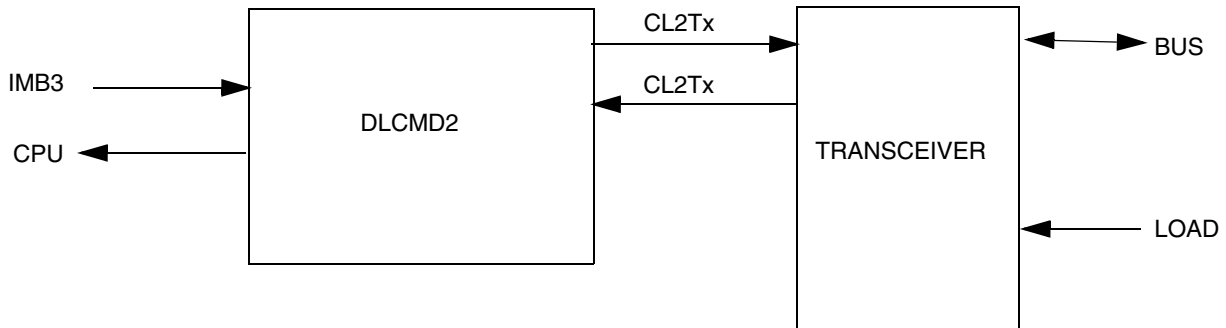 CL2Tx
BUS
IMB3
CL2Tx
DLCMD2
CPU
TRANSCEIVER
LOAD